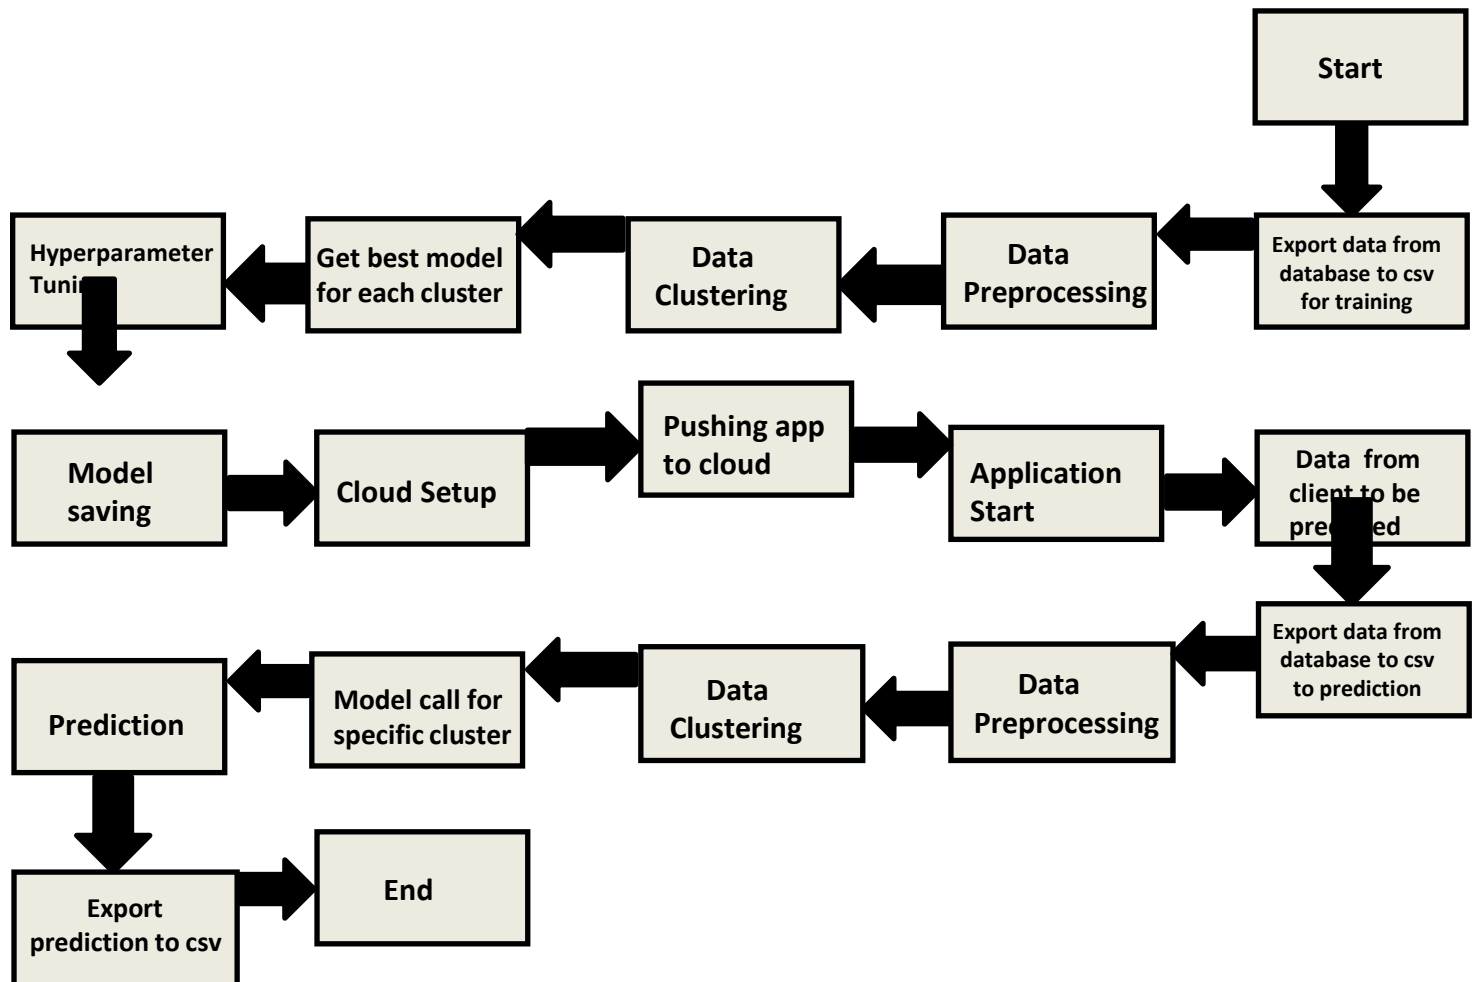 Start
Export data from
database to csv
for training
Data
Preprocessing
Data
Clustering
Get best model
for each cluster
Hyperparameter
Model
saving
Cloud Setup
Pushing app
to cloud
Application
Start
Data from
client to be
Export data from
database to csv
to prediction
Data
Preprocessing
Data
Clustering
Model call for
specific cluster
Prediction
Export
prediction to csv
End